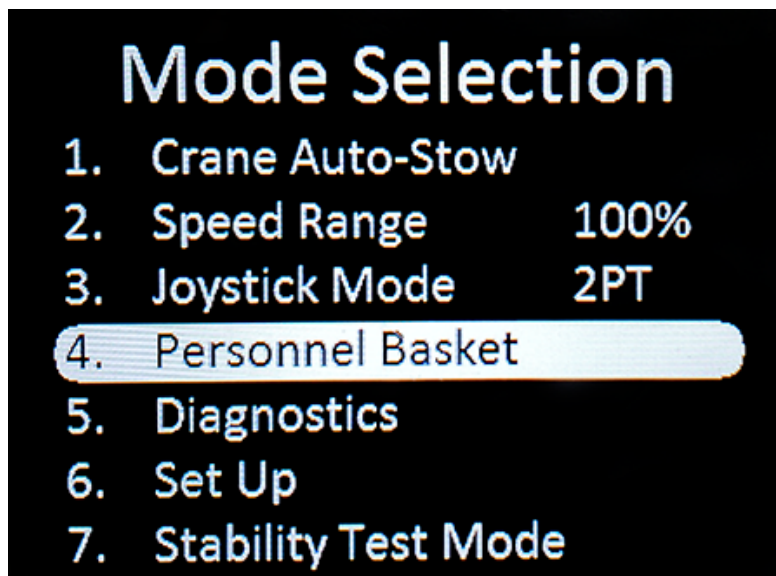 Mode Selection
1. Crane Auto-Stow
2. Speed Range 100%
3. Joystick Mode 2PT
4. Personnel Basket
5. Diagnostics
6. Set Up
7. Stability Test Mode